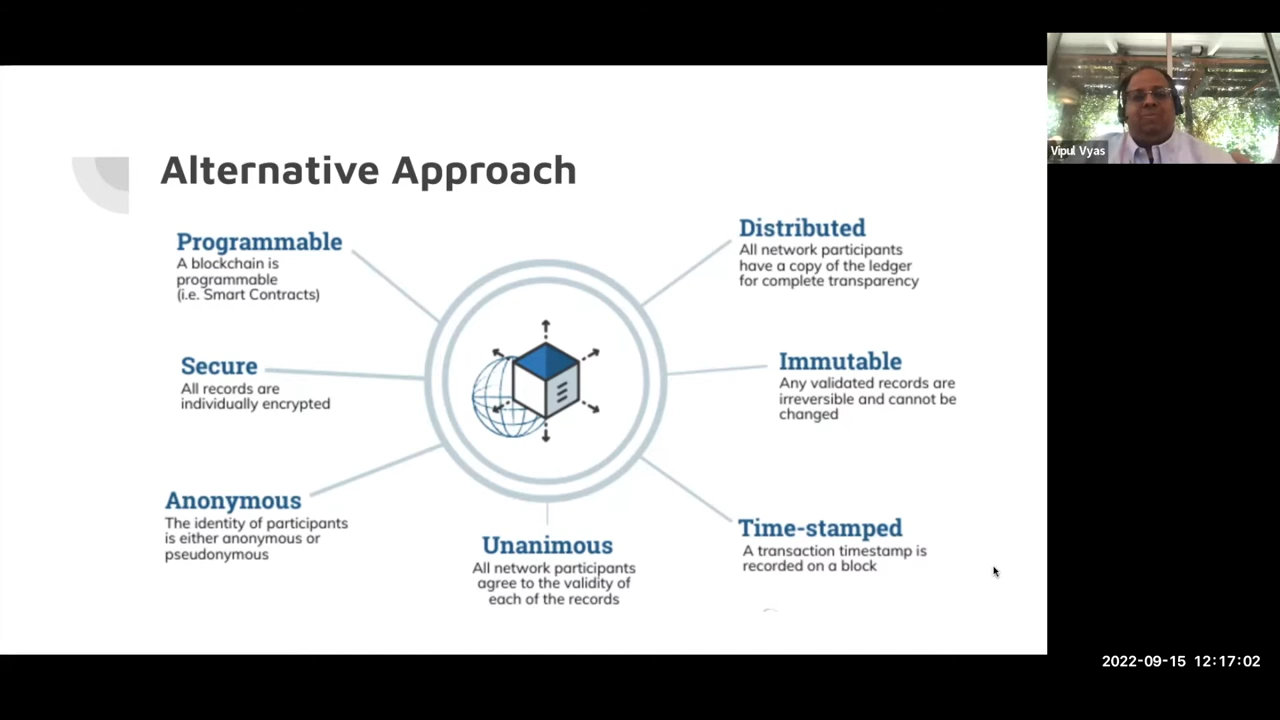 Alternative Approach
Programmable
A blockchain is
programmable
(i.e. Smart Contracts)
Distributed
All network participants
have a copy of the ledger
for complete transparency
Secure
All records are
individually encrypted
Immutable
Any validated records are
irreversible and cannot be
changed
Anonymous
The identity of participants
is either anonymous or
pseudonymous
Unanimous
All network participants
agree to the validity of
each of the records
Time-stamped
A transaction timestamp is
recorded on a block
Vipul Vyas
2022-09-15 12:17:02